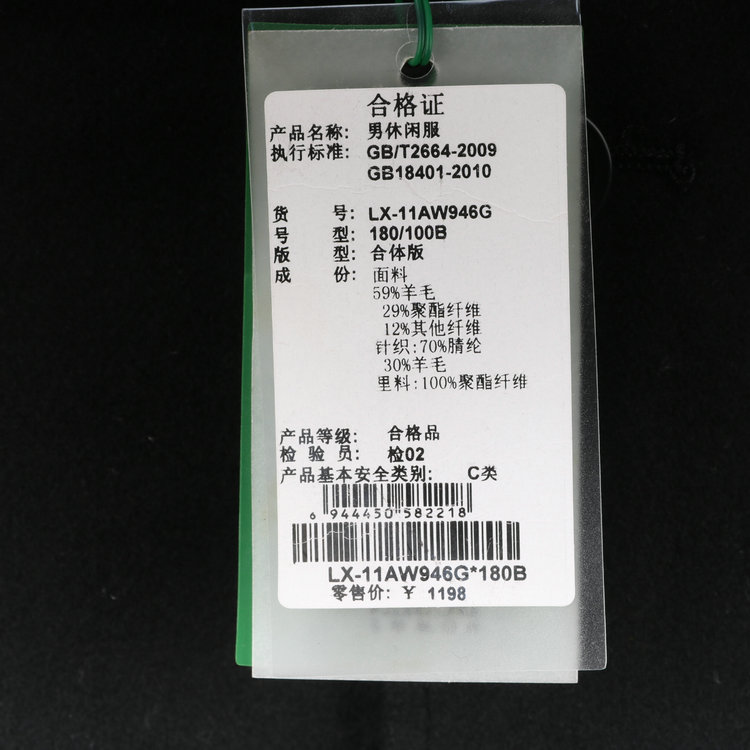 合格证
产品名称: 男休闲服
执行标准: GB/T2664-2009
GB18401-2010
货 号: LX-11AW946G
号 型: 180/100B
版 型: 合体版
成 份: 面料
59%羊毛
29%聚酯纤维
12%其他纤维
针织:70%腈纶
30%羊毛
里料:100%聚酯纤维
产品等级: 合格品
检 验 员: 检02
产品基本安全类别: C类
6 944450 582218
LX-11AW946G*180B
零售价: ¥ 1198